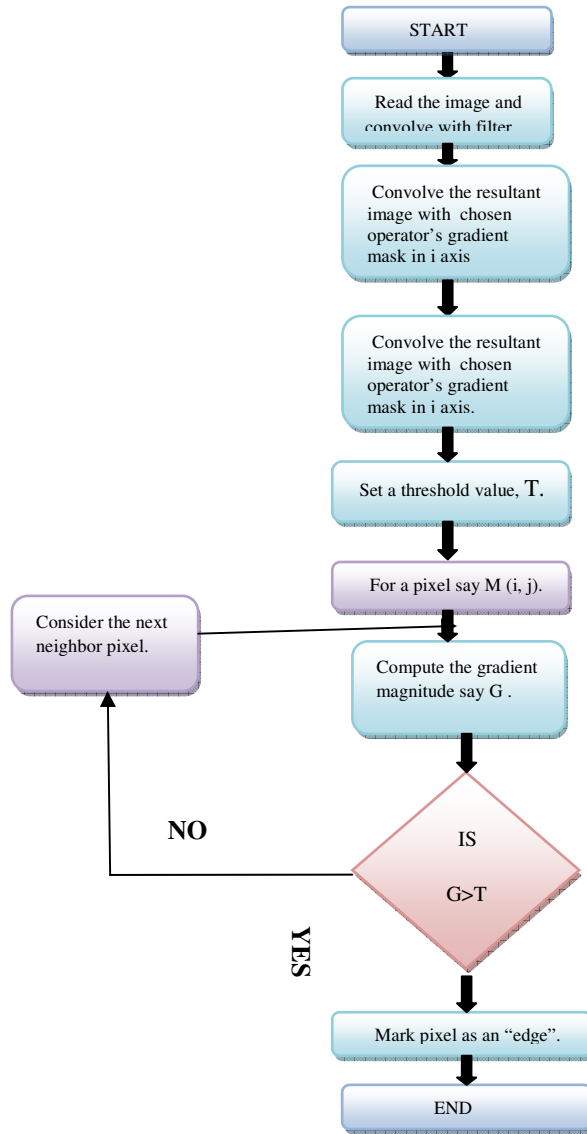 START
Read the image and
convolve with filter
Convolve the resultant
image with chosen
operator's gradient
mask in i axis
Convolve the resultant
image with chosen
operator's gradient
mask in j axis.
Set a threshold value, T.
For a pixel say M (i, j).
Consider the next
neighbor pixel.
Compute the gradient
magnitude say G .
IS
G>T
NO
YES
Mark pixel as an “edge”.
END